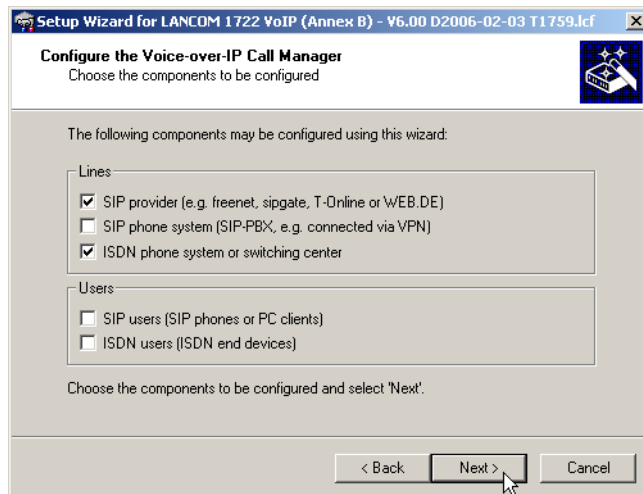 Setup Wizard for LANCOM 1722 VoIP (Annex B) - V6.00 D2006-02-03 T1759.lcf
Configure the Voice-over-IP Call Manager
Choose the components to be configured
The following components may be configured using this wizard:
Lines
SIP provider (e.g. freenet, sipgate, T-Online or WEB.DE)
SIP phone system (SIP-PBX, e.g. connected via VPN)
ISDN phone system or switching center
Users
SIP users (SIP phones or PC clients)
ISDN users (ISDN end devices)
Choose the components to be configured and select 'Next'.
< Back
Next >
Cancel